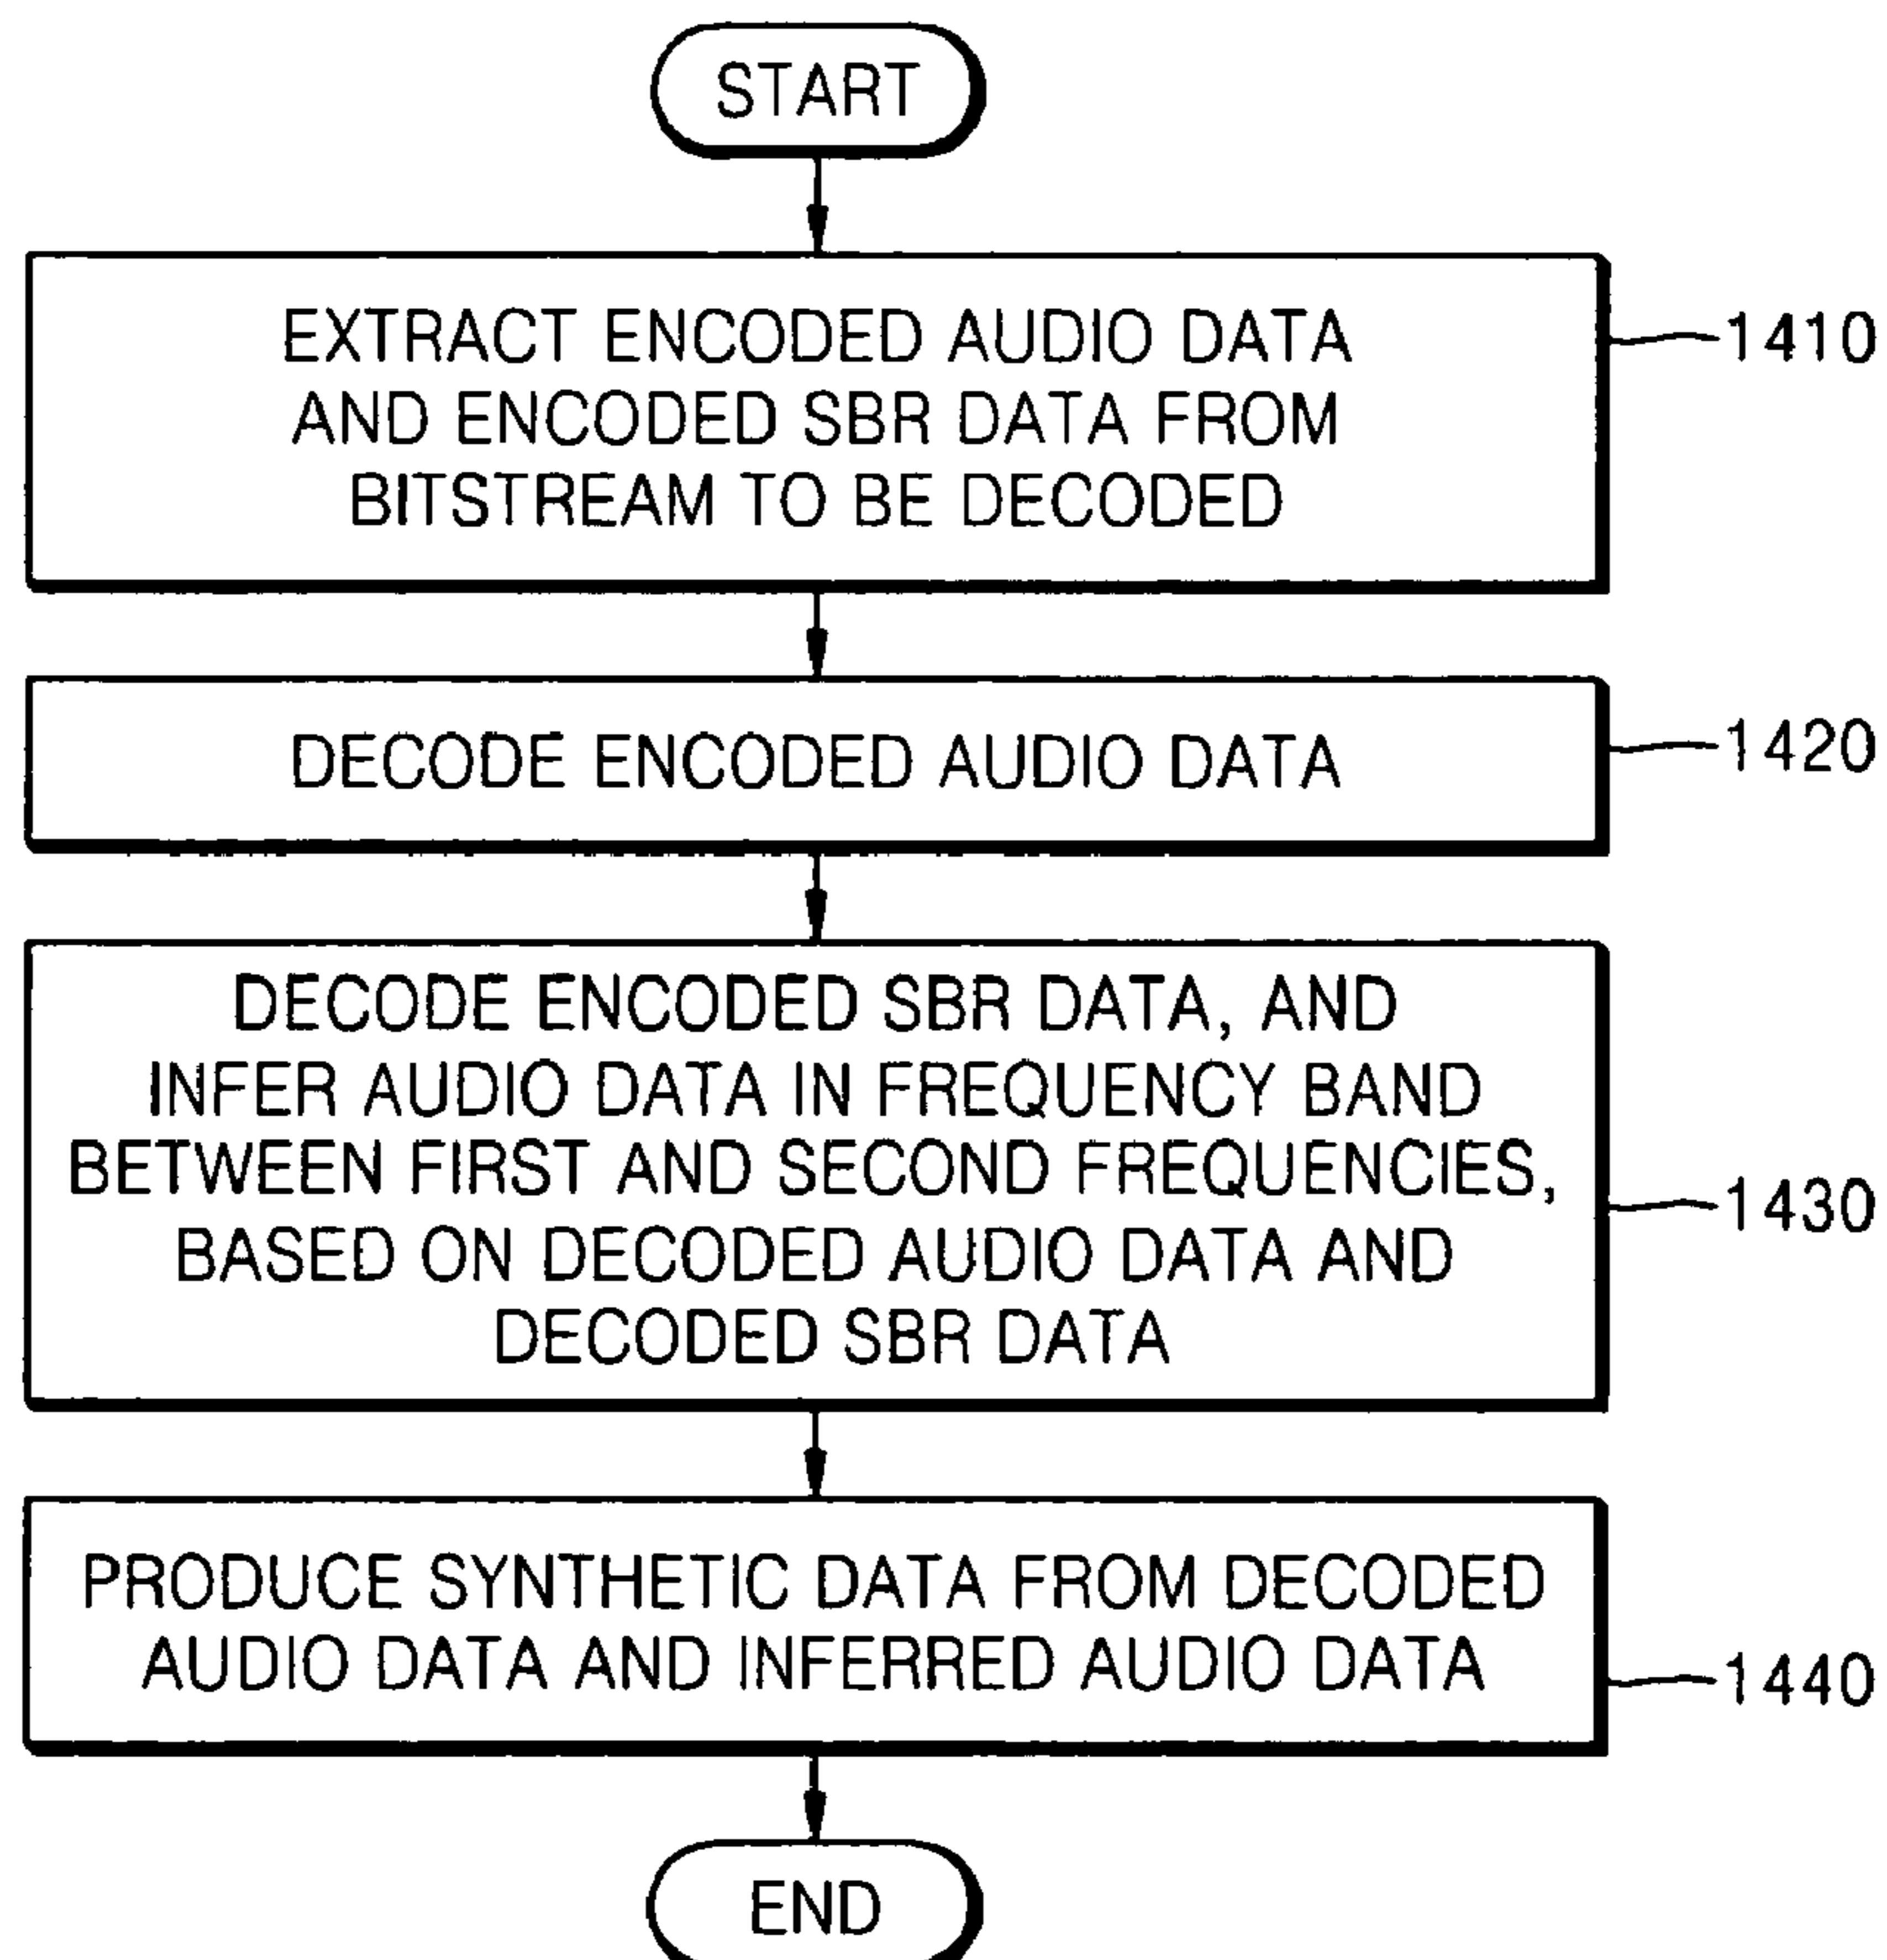 START
EXTRACT ENCODED AUDIO DATA
AND ENCODED SBR DATA FROM
BITSTREAM TO BE DECODED
1410
DECODE ENCODED AUDIO DATA
1420
DECODE ENCODED SBR DATA, AND
INFER AUDIO DATA IN FREQUENCY BAND
BETWEEN FIRST AND SECOND FREQUENCIES,
BASED ON DECODED AUDIO DATA AND
DECODED SBR DATA
1430
PRODUCE SYNTHETIC DATA FROM DECODED
AUDIO DATA AND INFERRED AUDIO DATA
1440
END